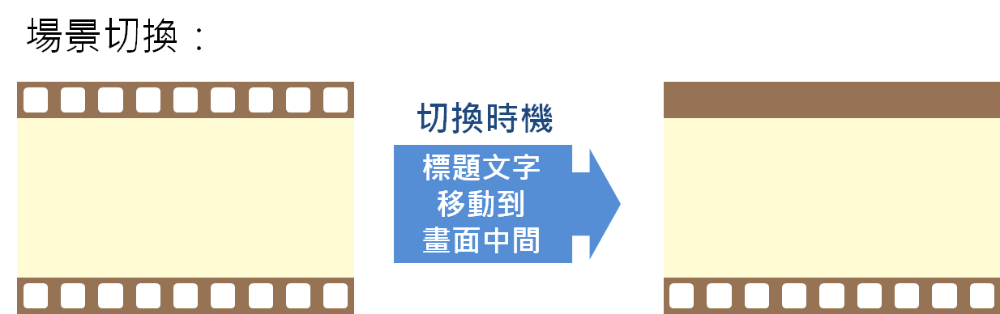 場景切換：
切換時機
標題文字
移動到
畫面中間